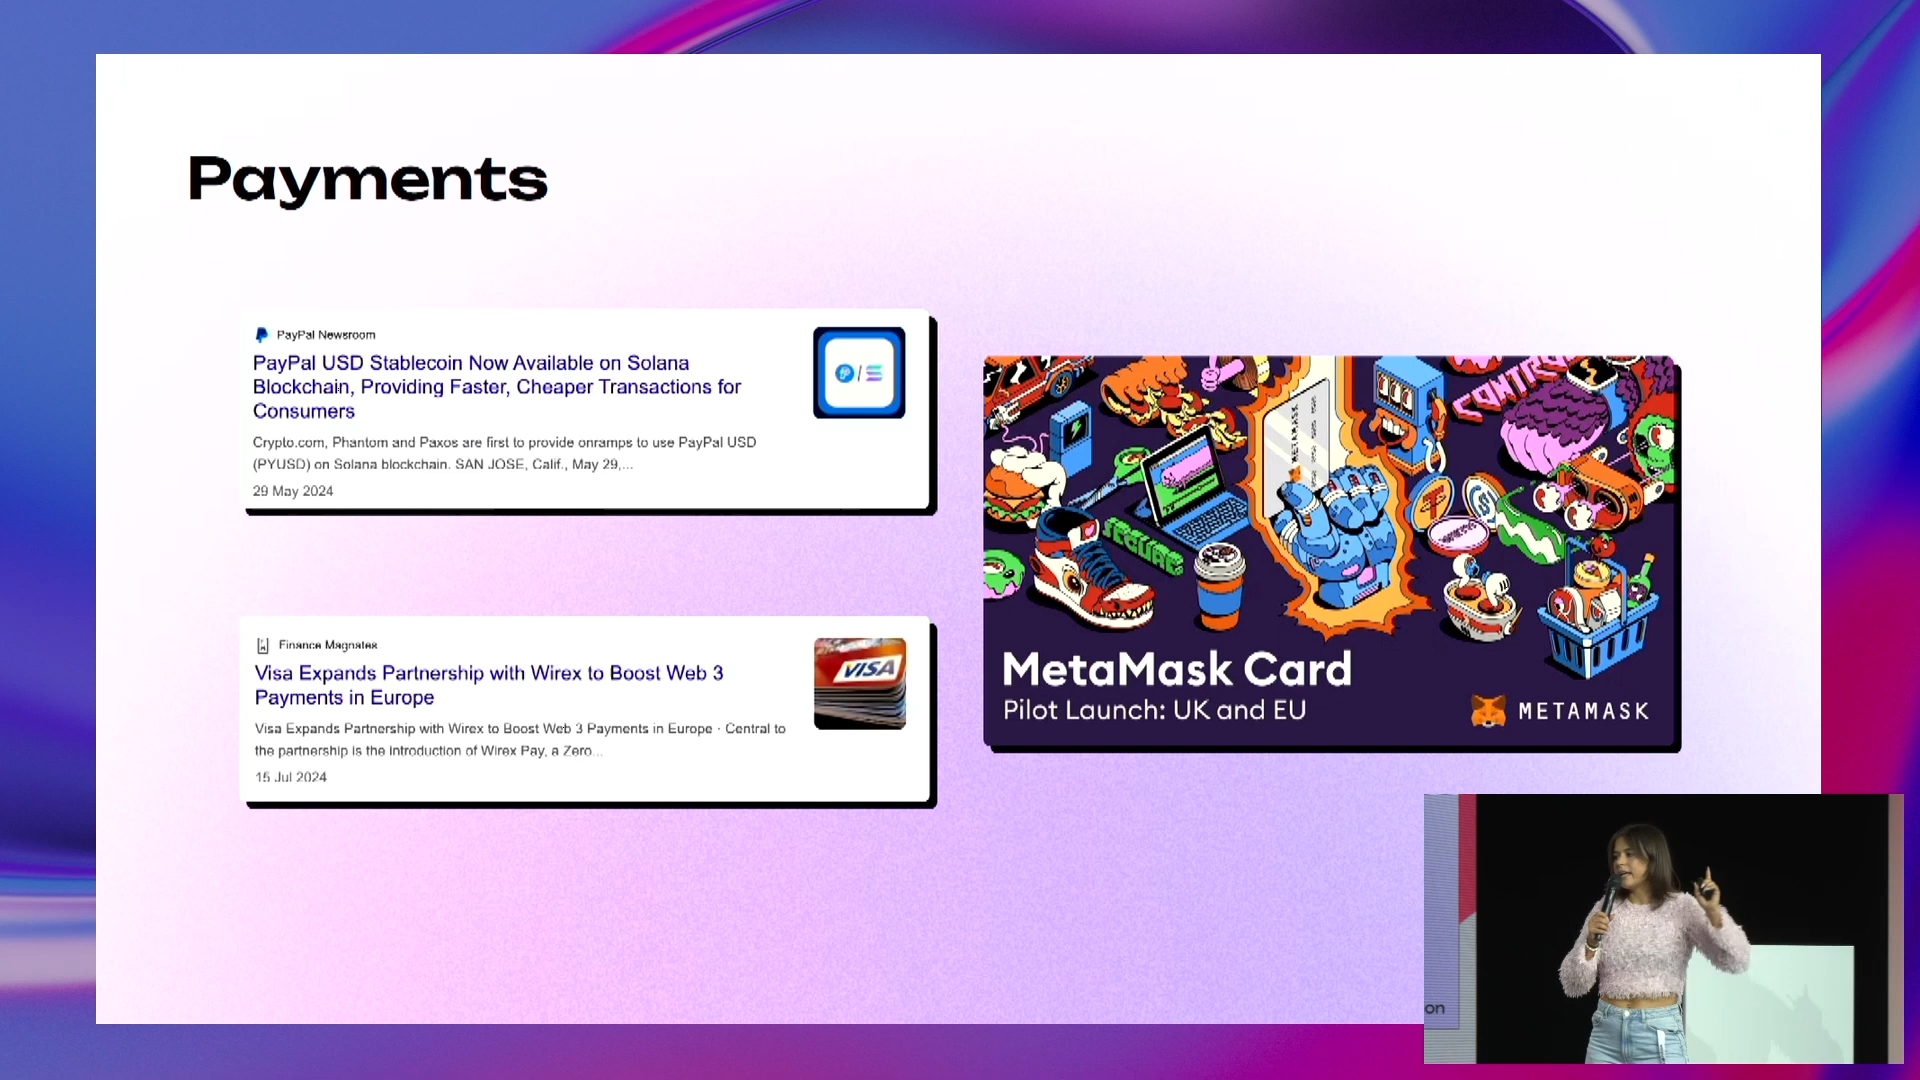 Payments
PayPal Newsroom
PayPal USD Stablecoin Now Available on Solana
Blockchain, Providing Faster, Cheaper Transactions for
Consumers
Crypto.com, Phantom and Paxos are first to provide onramps to use PayPal USD
(PYUSD) on Solana blockchain. SAN JOSE, Calif., May 29,...
29 May 2024
Finance Magnates
Visa Expands Partnership with Wirex to Boost Web 3
Payments in Europe
Visa Expands Partnership with Wirex to Boost Web 3 Payments in Europe · Central to
the partnership is the introduction of Wirex Pay, a Zero...
15 Jul 2024
VISA
METAMASK
SECURE
MetaMask Card
Pilot Launch: UK and EU
METAMASK
on